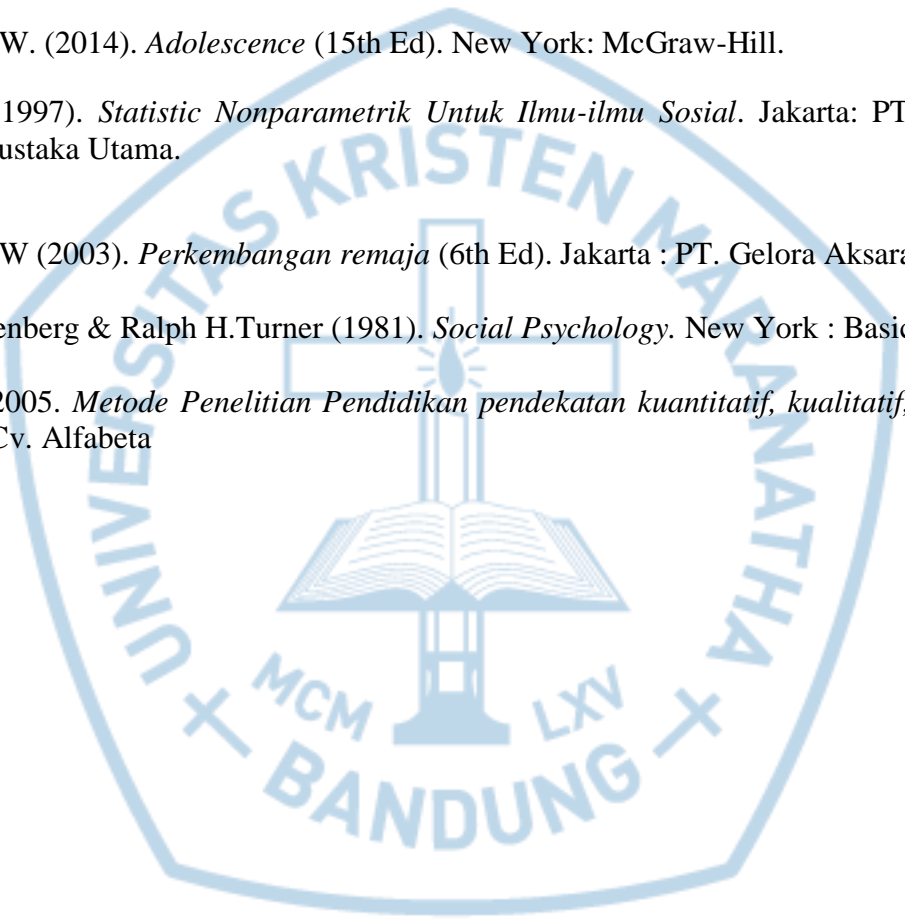 W. (2014). Adolescence (15th Ed). New York: McGraw-Hill.
1997). Statistic Nonparametrik Untuk Ilmu-ilmu Sosial. Jakarta: PT
ustaka Utama.
W (2003). Perkembangan remaja (6th Ed). Jakarta : PT. Gelora Aksara
enberg & Ralph H.Turner (1981). Social Psychology. New York : Basic
2005. Metode Penelitian Pendidikan pendekatan kuantitatif, kualitatif,
Cv. Alfabeta
UNIVERSITAS KRISTEN MARANATHA
MCM LXV
BANDUNG